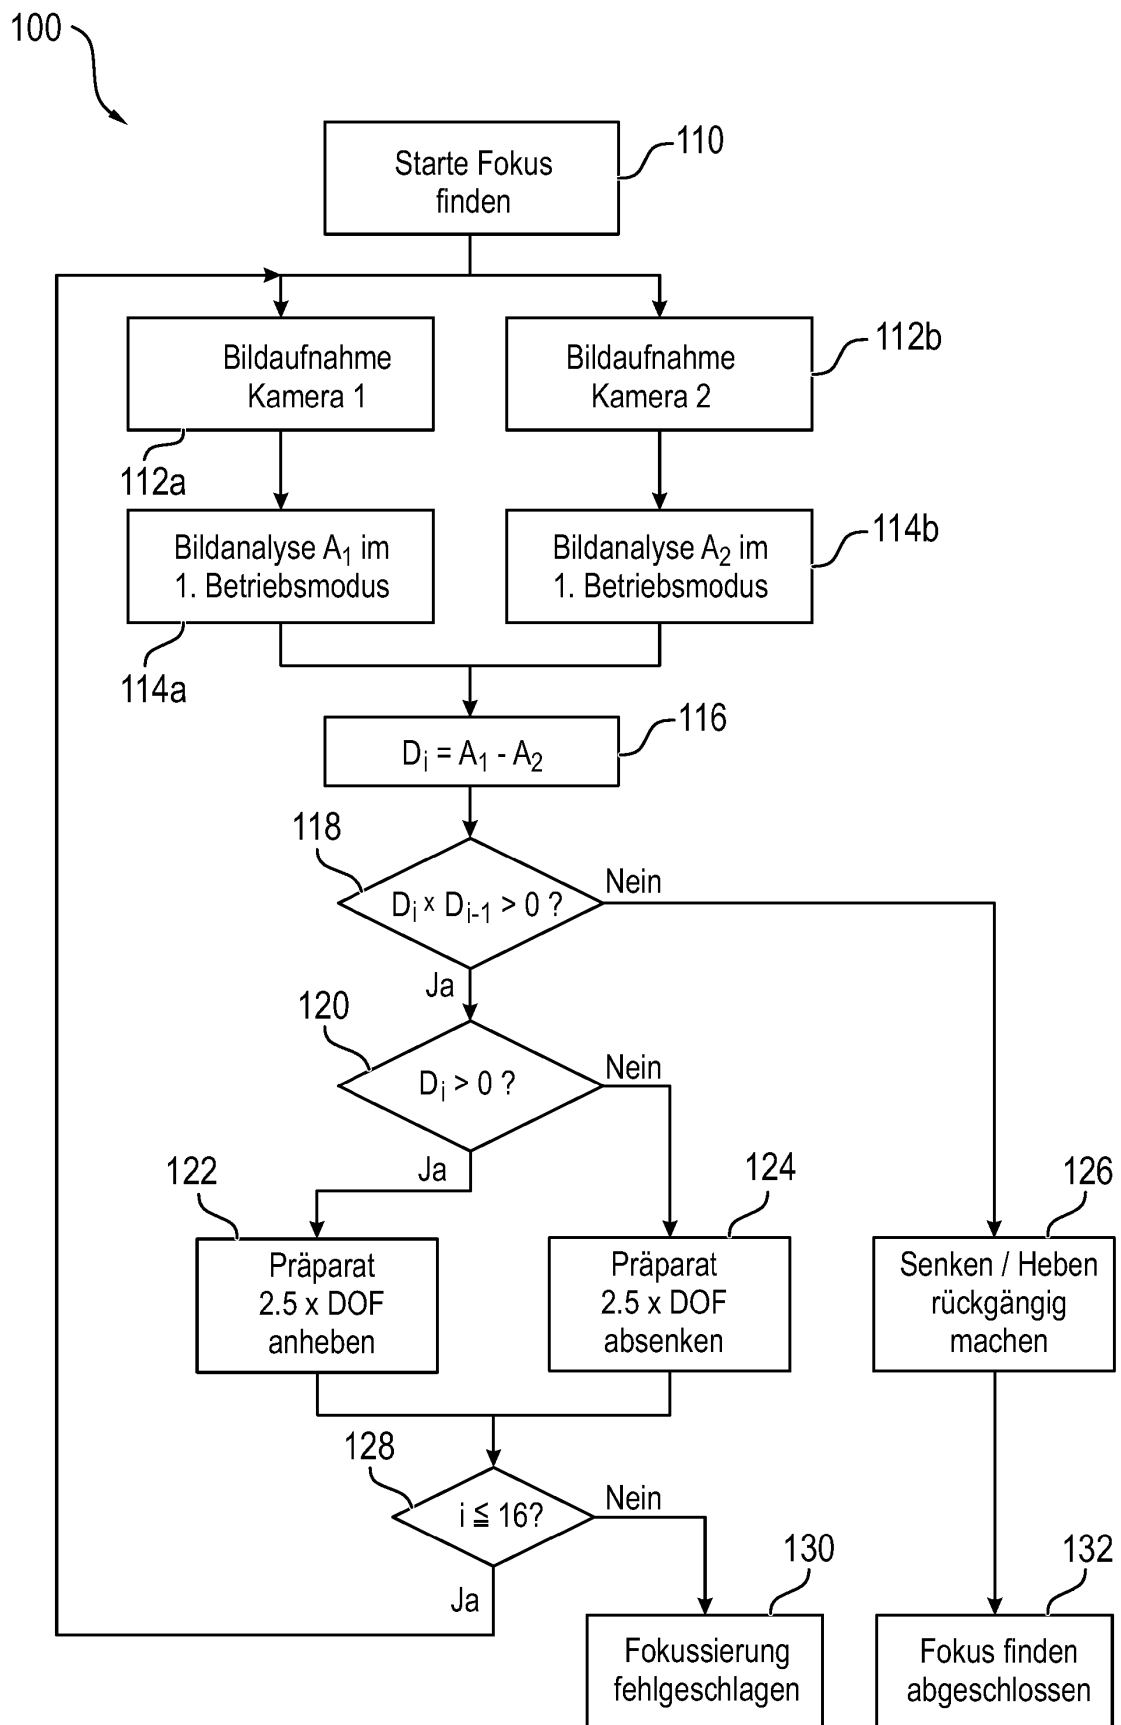 100
Starte Fokus
finden
110
Bildaufnahme
Kamera 1
112a
Bildaufnahme
Kamera 2
112b
Bildanalyse A₁ im
1. Betriebsmodus
114a
Bildanalyse A₂ im
1. Betriebsmodus
114b
Dᵢ = A₁ - A₂
116
118
Dᵢ x Dᵢ₋₁ > 0 ?
Nein
Ja
120
Dᵢ > 0 ?
Nein
Ja
122
Präparat
2.5 x DOF
anheben
124
Präparat
2.5 x DOF
absenken
126
Senken / Heben
rückgängig
machen
128
i ≦ 16?
Nein
Ja
130
Fokussierung
fehlgeschlagen
132
Fokus finden
abgeschlossen